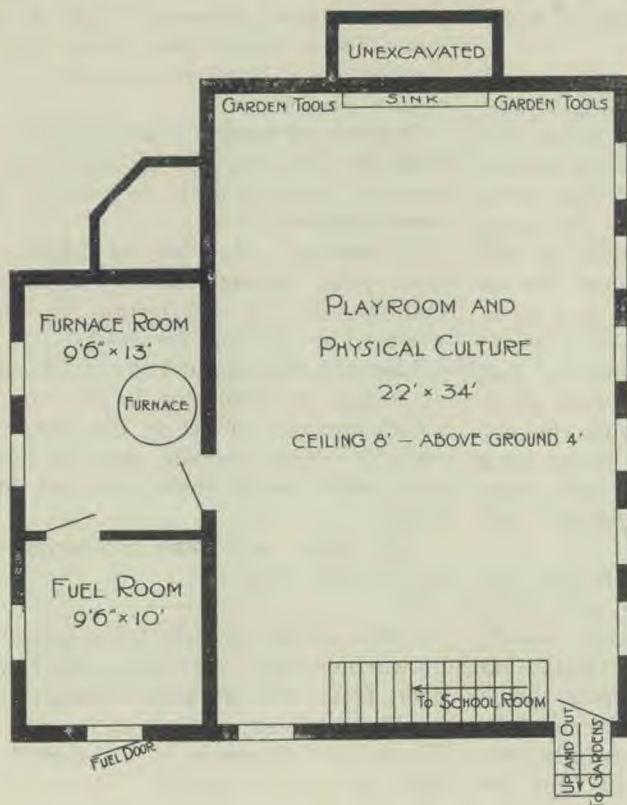 UNEXCAVATED
GARDEN TOOLS
SINK
GARDEN TOOLS
FURNACE ROOM
9'6" × 13'
FURNACE
PLAYROOM AND
PHYSICAL CULTURE
22' × 34'
CEILING 8' — ABOVE GROUND 4'
FUEL ROOM
9'6" × 10'
TO SCHOOL ROOM
FUEL DOOR
UP AND OUT
TO GARDENS